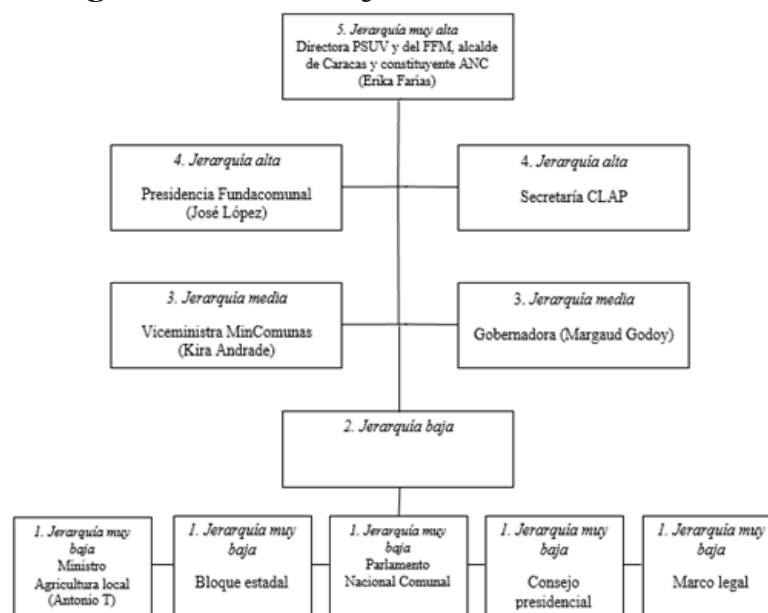 5. Jerarquía muy alta
Directora PSUV y del FFM, alcalde
de Caracas y constituyente ANC
(Erika Farías)
4. Jerarquía alta
Presidencia Fundacomunal
(José López)
4. Jerarquía alta
Secretaría CLAP
3. Jerarquía media
Viceministra MinComunas
(Kira Andrade)
3. Jerarquía media
Gobernadora (Margaud Godoy)
2. Jerarquía baja
1. Jerarquía muy
baja
Ministro
Agricultura local
(Antonio T)
1. Jerarquía muy
baja
Bloque estadal
1. Jerarquía muy
baja
Parlamento
Nacional Comunal
1. Jerarquía muy
baja
Consejo
presidencial
1. Jerarquía muy
baja
Marco legal